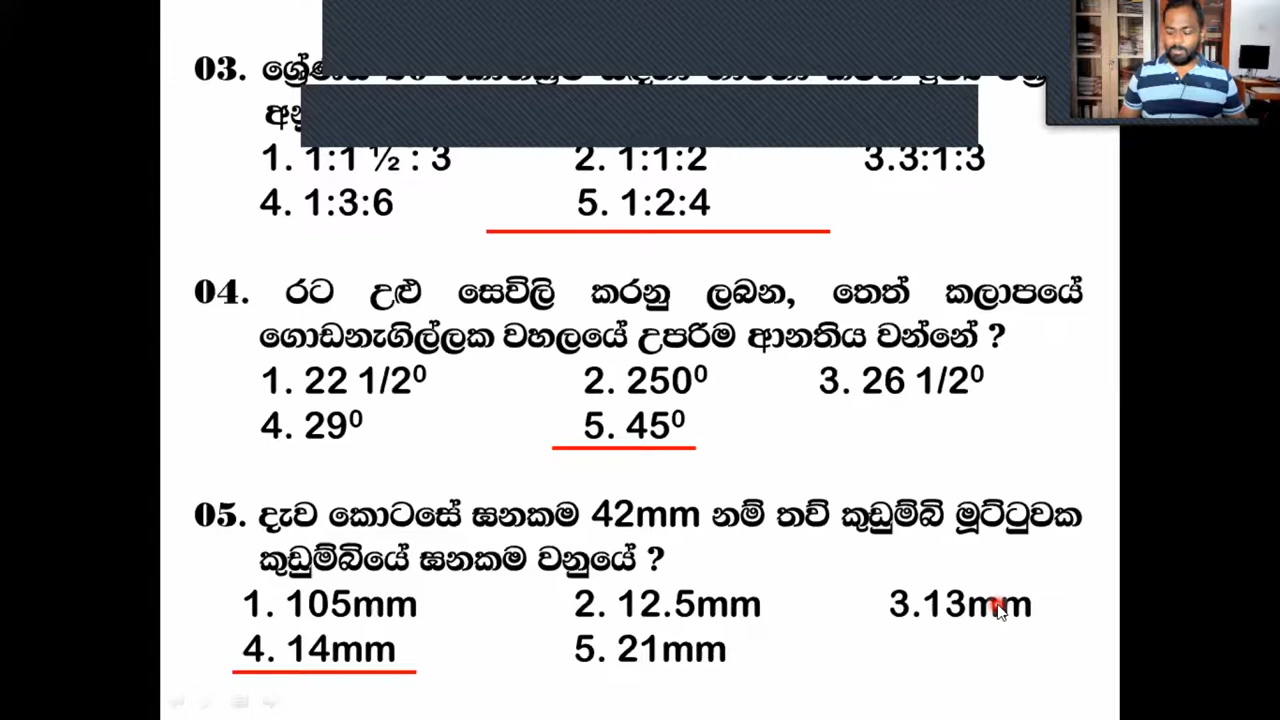 03.
1. 1:1 ½ : 3 2. 1:1:2 3.3:1:3
4. 1:3:6 5. 1:2:4
04. රට උළු සෙවිලි කරනු ලබන, තෙත් කලාපයේ
ගොඩනැගිල්ලක වහලයේ උපරිම ආනතිය වන්නේ ?
1. 22 1/2⁰ 2. 250⁰ 3. 26 1/2⁰
4. 29⁰ 5. 45⁰
05. දැව කොටසේ ඝනකම 42mm නම් තව් කුඩුම්බි මූට්ටුවක
කුඩුම්බියේ ඝනකම වනුයේ ?
1. 105mm 2. 12.5mm 3.13mm
4. 14mm 5. 21mm